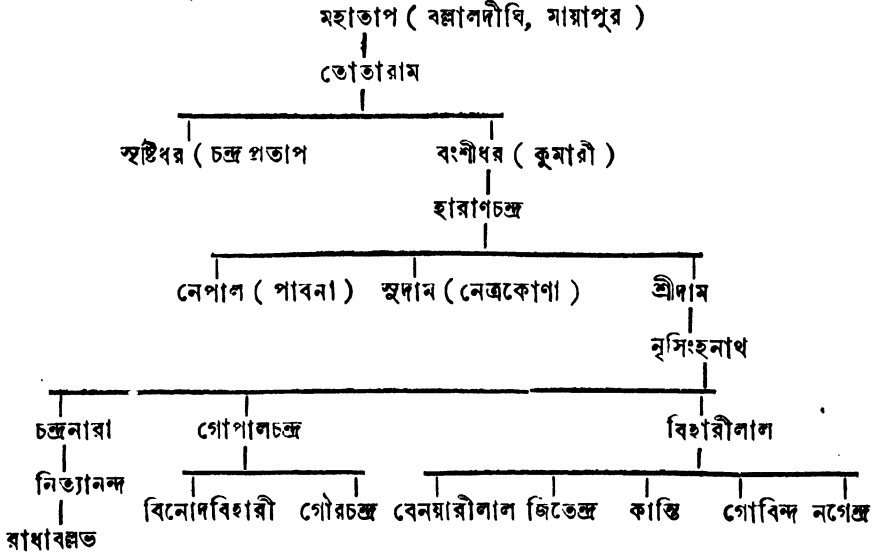 মহাতাপ ( বল্লালদীঘি, মায়াপুর )
তোতারাম
সৃষ্টিধর ( চন্দ্রপ্রতাপ বংশীধর ( কুমারী )
হারাণচন্দ্র
নেপাল ( পাবনা ) সুদাম ( নেত্রকোণা ) শ্রীদাম
নৃসিংহনাথ
চন্দ্রনারা গোপালচন্দ্র বিহারীলাল
নিত্যানন্দ
বিনোদবিহারী গৌরচন্দ্র বেনয়ারীলাল জিতেন্দ্র কান্তি গোবিন্দ নগেন্দ্র
রাধাবল্লভ